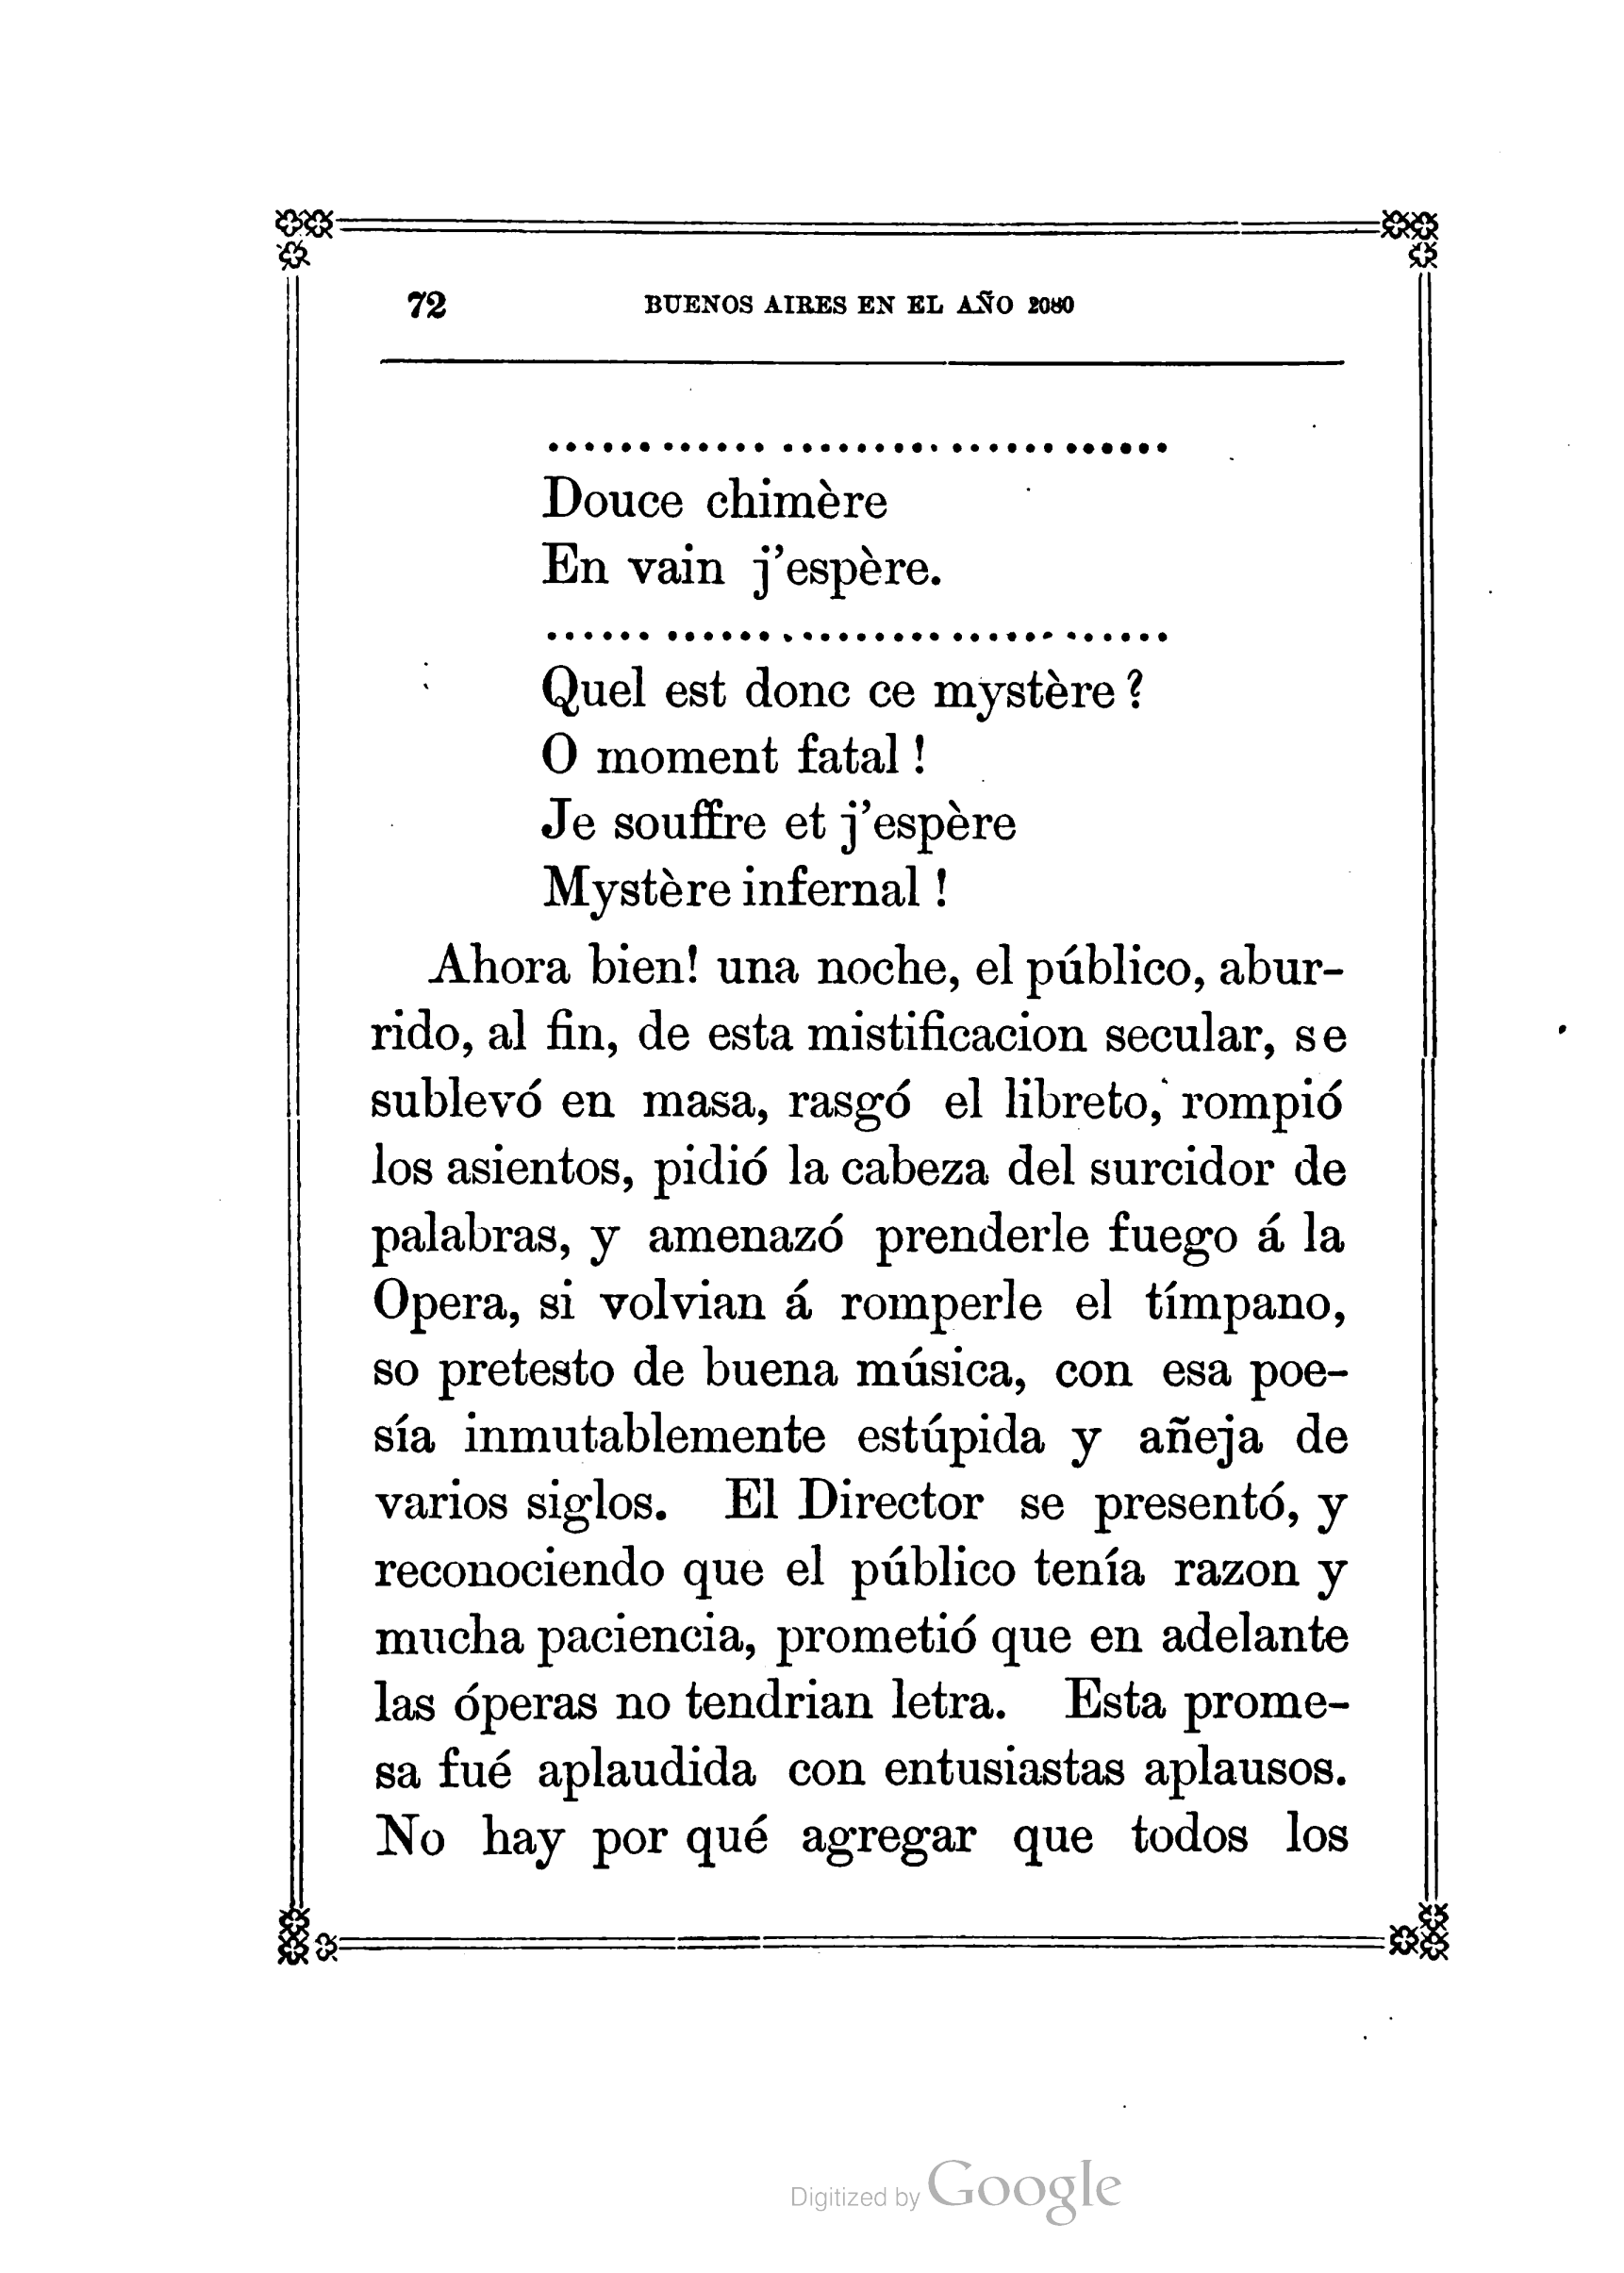 72 BUENOS AIRES EN EL AÑO 2080
..................................
Douce chimère
En vain j’espère.
..................................
Quel est donc ce mystère ?
O moment fatal !
Je souffre et j’espère
Mystère infernal !
Ahora bien! una noche, el público, abur-
rido, al fin, de esta mistificacion secular, se
sublevó en masa, rasgó el libreto, rompió
los asientos, pidió la cabeza del surcidor de
palabras, y amenazó prenderle fuego á la
Opera, si volvian á romperle el tímpano,
so pretesto de buena música, con esa poe-
sía inmutablemente estúpida y añeja de
varios siglos. El Director se presentó, y
reconociendo que el público tenía razon y
mucha paciencia, prometió que en adelante
las óperas no tendrian letra. Esta prome-
sa fué aplaudida con entusiastas aplausos.
No hay por qué agregar que todos los
Digitized by Google